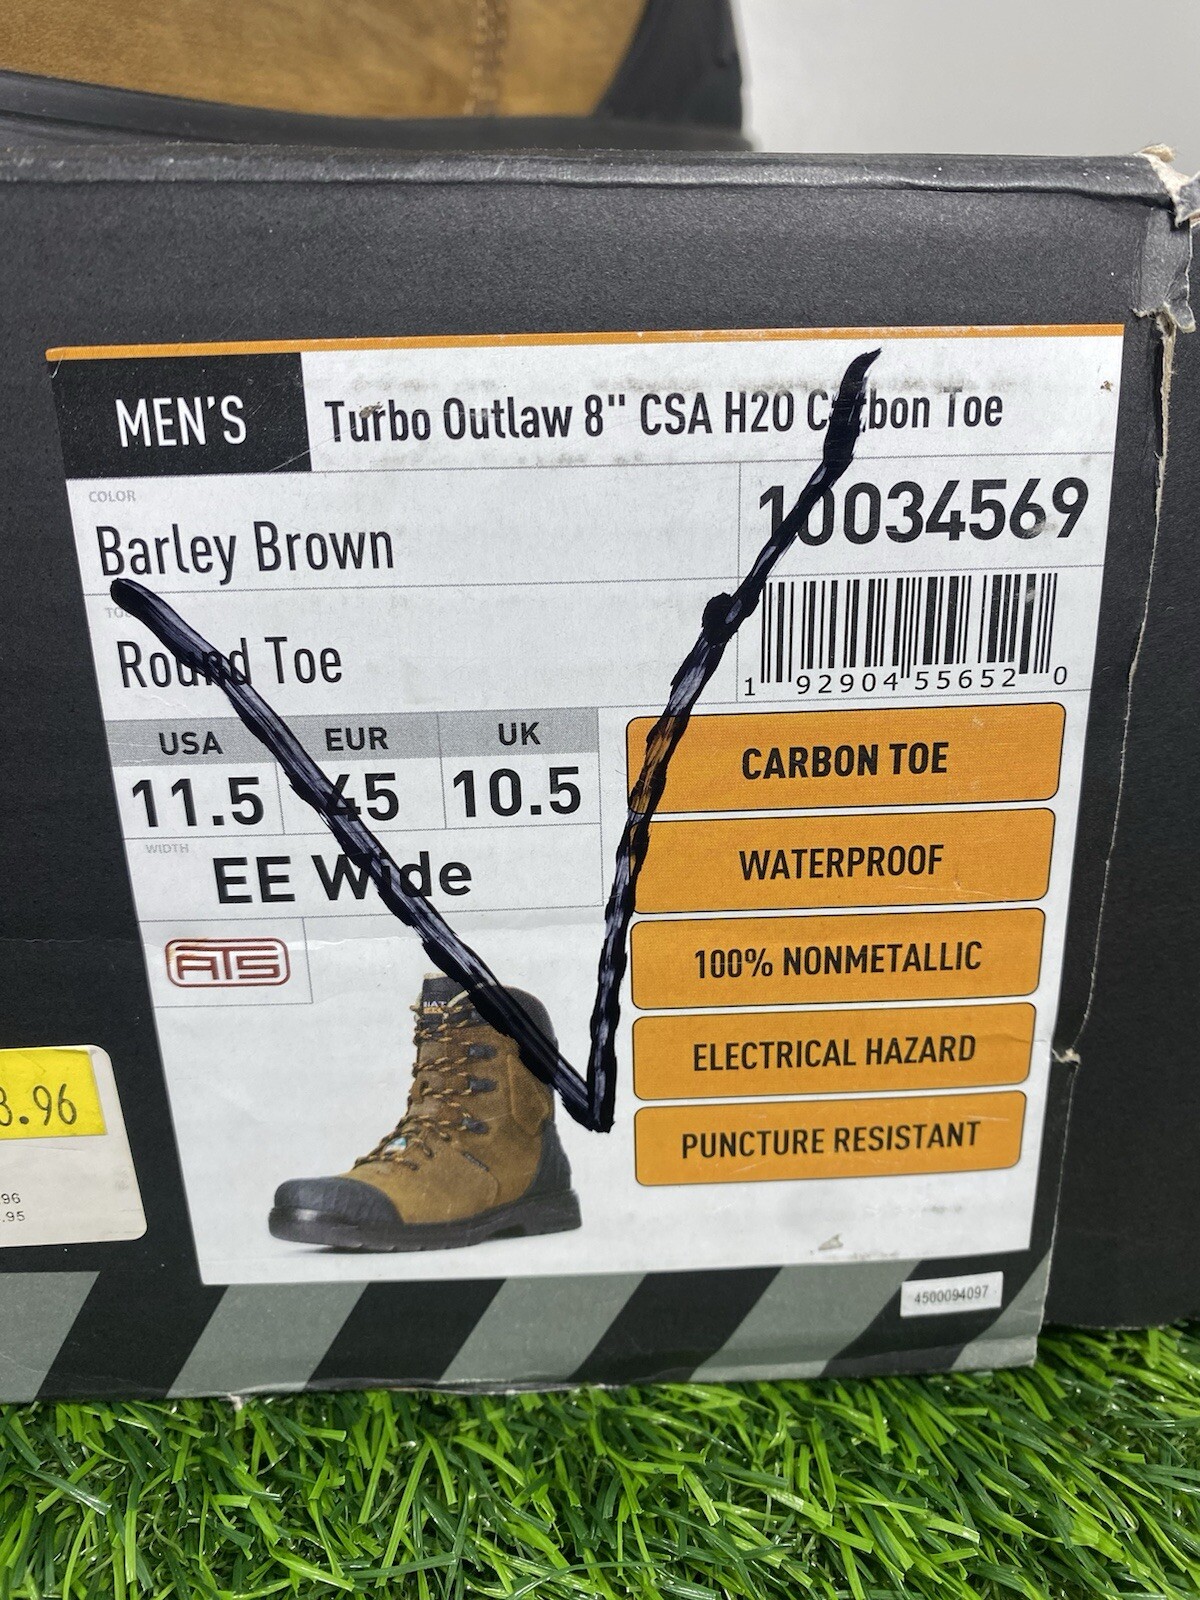 MEN'S
Turbo Outlaw 8" CSA H2O Carbon Toe
COLOR
Barley Brown
10034569
Round Toe
1 92904 55652 0
USA EUR UK
11.5 45 10.5
WIDTH
EE Wide
ATS
CARBON TOE
WATERPROOF
100% NONMETALLIC
ELECTRICAL HAZARD
PUNCTURE RESISTANT
3.96
.96
.95
4500094097